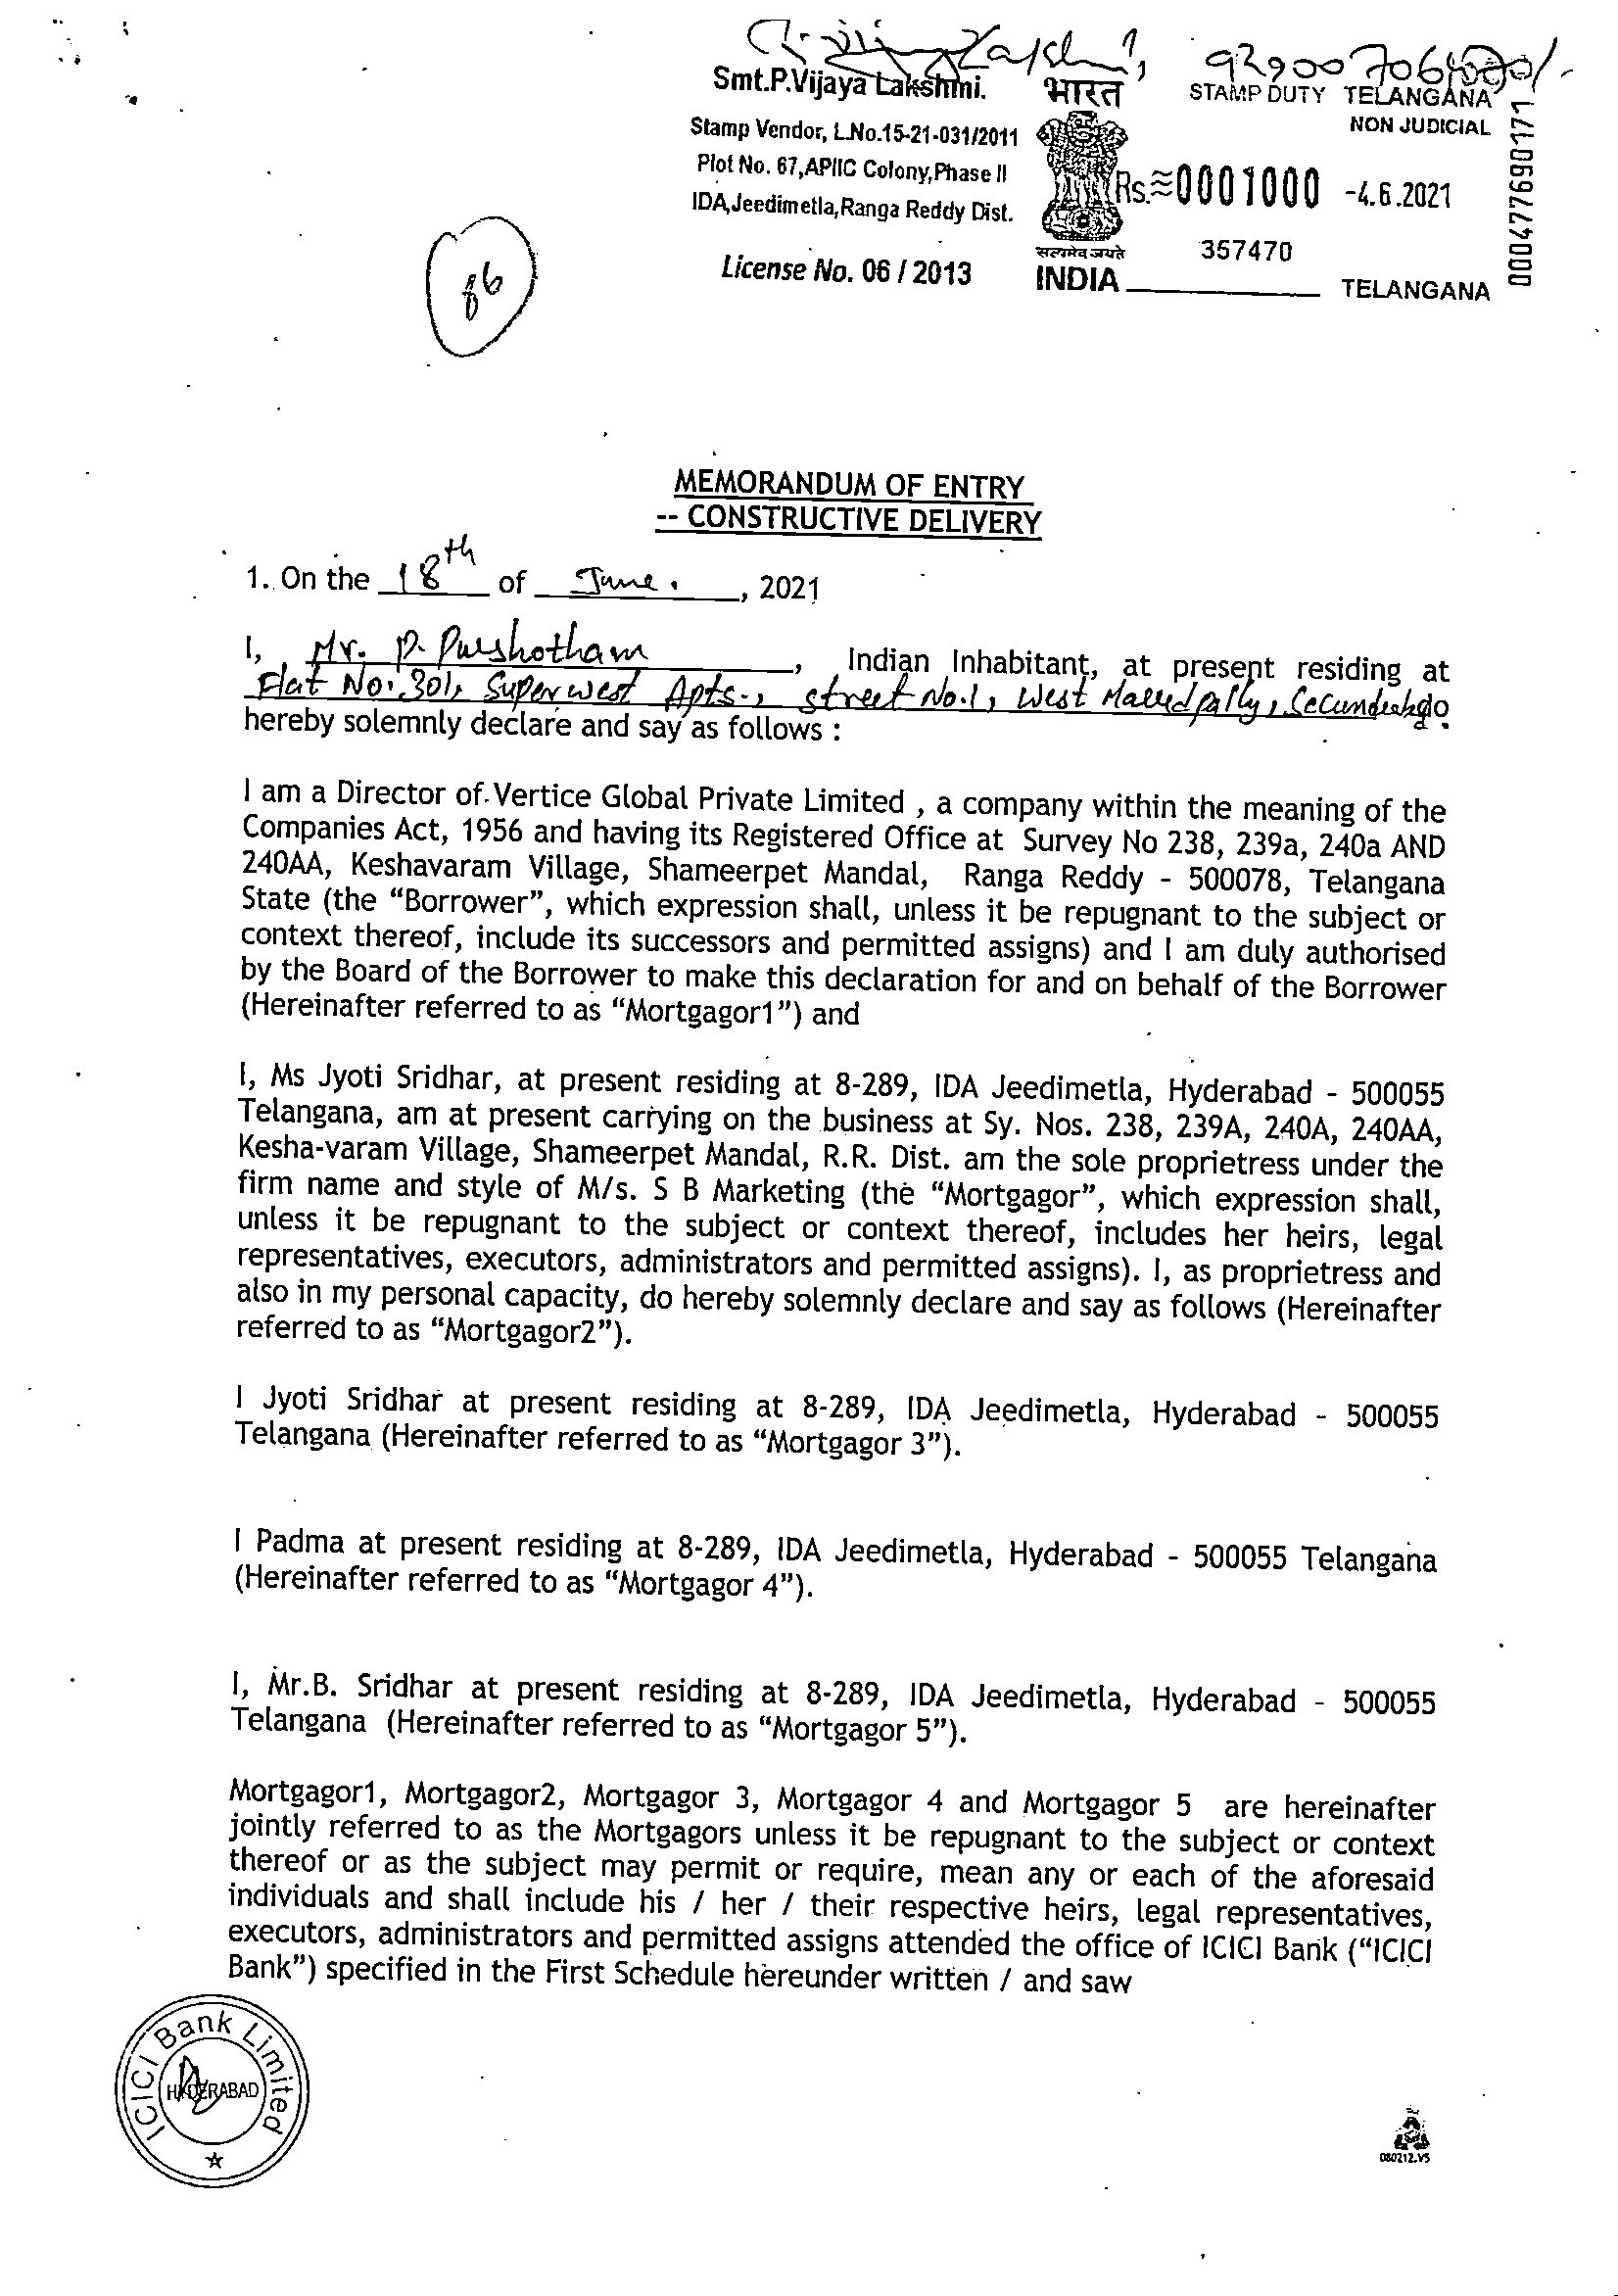 Smt.P.Vijaya Lakshmi.
Stamp Vendor, L.No.15-21-031/2011
Plot No. 67,APIIC Colony,Phase II
IDA,Jeedimetla,Ranga Reddy Dist.
License No. 06 / 2013
भारत
सत्यमेव जयते
INDIA
STAMP DUTY TELANGANA
NON JUDICIAL
Rs.≈0001000 -4.6.2021
357470
TELANGANA
00047769901 71
86
MEMORANDUM OF ENTRY
-- CONSTRUCTIVE DELIVERY
1. On the 18th of June, 2021
I, Mr. P. Purshotham, Indian Inhabitant, at present residing at
Flat No. 301, Superwest Apts., street No.1, West Marredpally, Secunderabad
hereby solemnly declare and say as follows :
I am a Director of Vertice Global Private Limited , a company within the meaning of the
Companies Act, 1956 and having its Registered Office at Survey No 238, 239a, 240a AND
240AA, Keshavaram Village, Shameerpet Mandal, Ranga Reddy - 500078, Telangana
State (the “Borrower”, which expression shall, unless it be repugnant to the subject or
context thereof, include its successors and permitted assigns) and I am duly authorised
by the Board of the Borrower to make this declaration for and on behalf of the Borrower
(Hereinafter referred to as “Mortgagor1”) and
I, Ms Jyoti Sridhar, at present residing at 8-289, IDA Jeedimetla, Hyderabad - 500055
Telangana, am at present carrying on the business at Sy. Nos. 238, 239A, 240A, 240AA,
Kesha-varam Village, Shameerpet Mandal, R.R. Dist. am the sole proprietress under the
firm name and style of M/s. S B Marketing (the “Mortgagor”, which expression shall,
unless it be repugnant to the subject or context thereof, includes her heirs, legal
representatives, executors, administrators and permitted assigns). I, as proprietress and
also in my personal capacity, do hereby solemnly declare and say as follows (Hereinafter
referred to as “Mortgagor2”).
I Jyoti Sridhar at present residing at 8-289, IDA Jeedimetla, Hyderabad - 500055
Telangana (Hereinafter referred to as “Mortgagor 3”).
I Padma at present residing at 8-289, IDA Jeedimetla, Hyderabad - 500055 Telangana
(Hereinafter referred to as “Mortgagor 4”).
I, Mr.B. Sridhar at present residing at 8-289, IDA Jeedimetla, Hyderabad - 500055
Telangana (Hereinafter referred to as “Mortgagor 5”).
Mortgagor1, Mortgagor2, Mortgagor 3, Mortgagor 4 and Mortgagor 5 are hereinafter
jointly referred to as the Mortgagors unless it be repugnant to the subject or context
thereof or as the subject may permit or require, mean any or each of the aforesaid
individuals and shall include his / her / their respective heirs, legal representatives,
executors, administrators and permitted assigns attended the office of ICICI Bank (“ICICI
Bank”) specified in the First Schedule hereunder written / and saw
ICICI Bank Limited
HYDERABAD
080212.V5